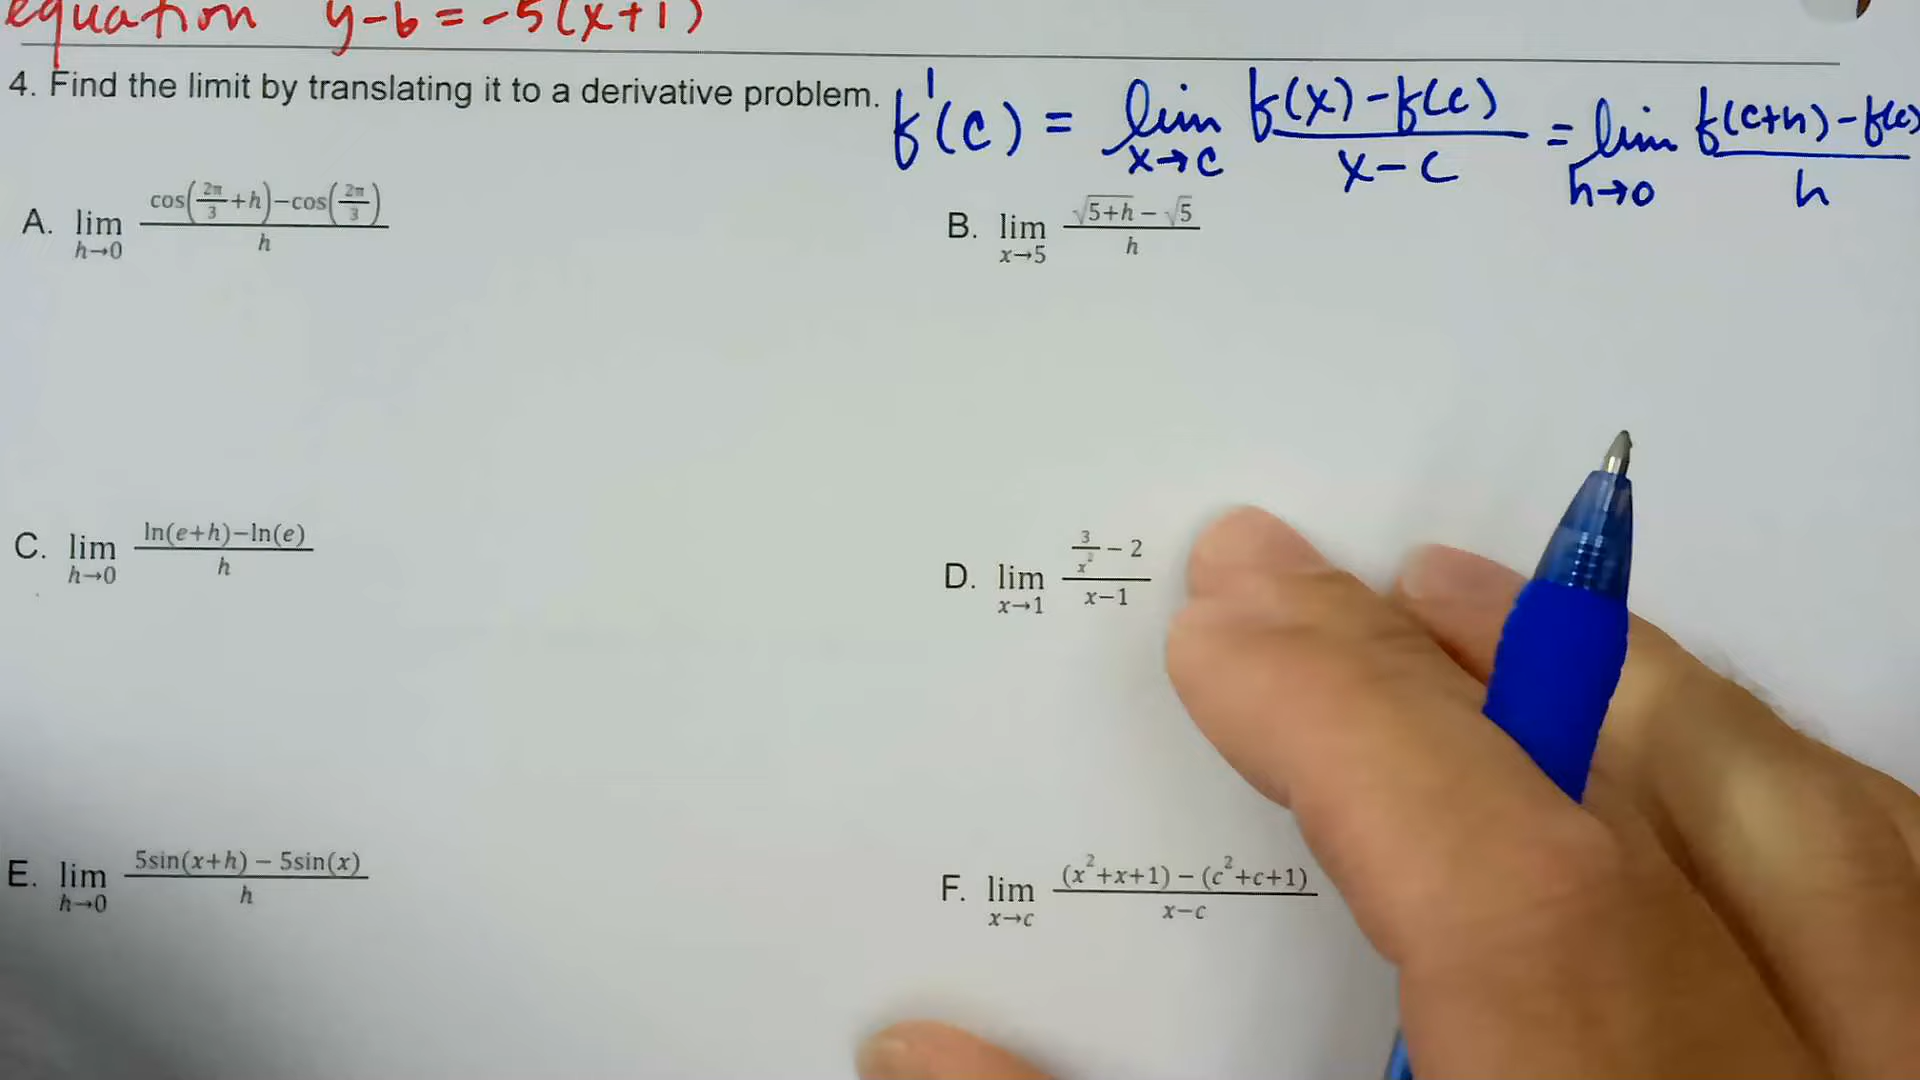 equation y-6 = -5(x+1)
4. Find the limit by translating it to a derivative problem. f'(c) = lim x→c f(x)-f(c) / x-c = lim h→0 f(c+h)-f(c) / h
A. lim h→0 cos(2π/3+h)-cos(2π/3) / h
B. lim x→5 √5+h - √5 / h
C. lim h→0 ln(e+h)-ln(e) / h
D. lim x→1 3/x² - 2 / x-1
E. lim h→0 5sin(x+h) - 5sin(x) / h
F. lim x→c (x²+x+1) - (c²+c+1) / x-c